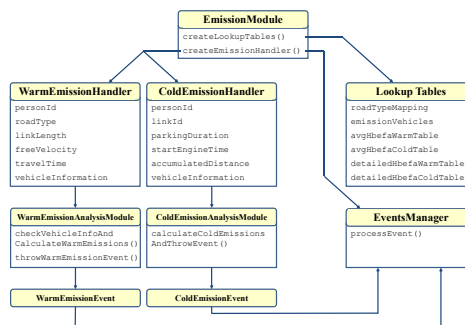 EmissionModule
createLookupTables()
createEmissionHandler()
WarmEmissionHandler
personId
roadType
linkLength
freeVelocity
travelTime
vehicleInformation
ColdEmissionHandler
personId
linkId
parkingDuration
startEngineTime
accumulatedDistance
vehicleInformation
Lookup Tables
roadTypeMapping
emissionVehicles
avgHbefaWarmTable
avgHbefaColdTable
detailedHbefaWarmTable
detailedHbefaColdTable
WarmEmissionAnalysisModule
checkVehicleInfoAnd
CalculateWarmEmissions()
throwWarmEmissionEvent()
ColdEmissionAnalysisModule
calculateColdEmissions
AndThrowEvent()
EventsManager
processEvent()
WarmEmissionEvent
ColdEmissionEvent